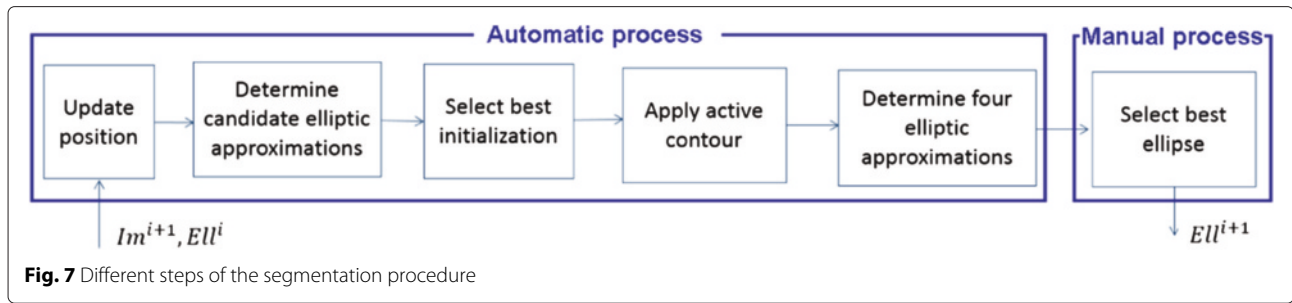 Automatic process
Manual process
Update
position
Determine
candidate elliptic
approximations
Select best
initialization
Apply active
contour
Determine four
elliptic
approximations
Select best
ellipse
Im^{i+1}, Ell^{i}
Ell^{i+1}
Fig. 7 Different steps of the segmentation procedure